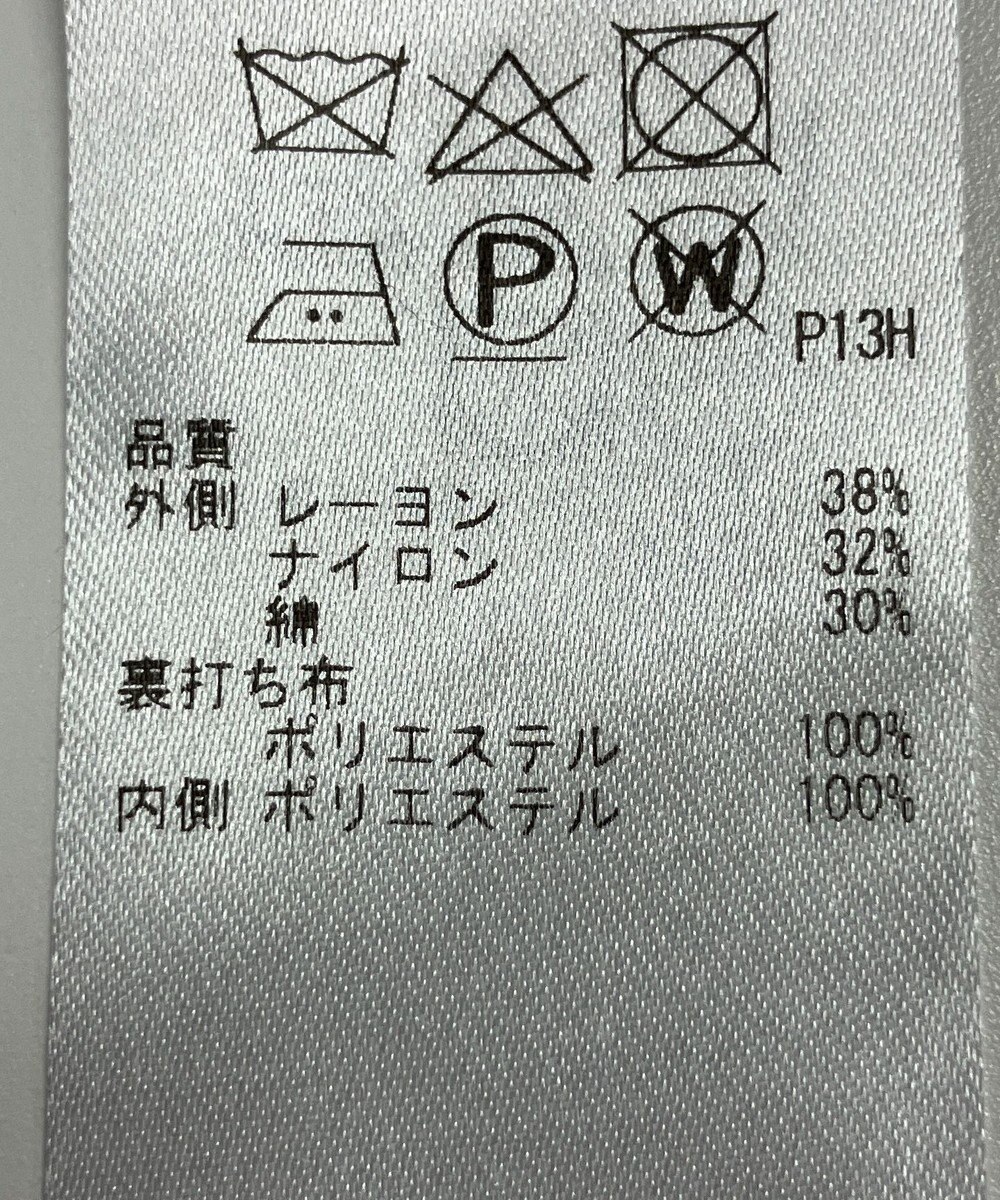 P W P13H
品質
外側 レーヨン 38%
ナイロン 32%
綿 30%
裏打ち布
ポリエステル 100%
内側 ポリエステル 100%